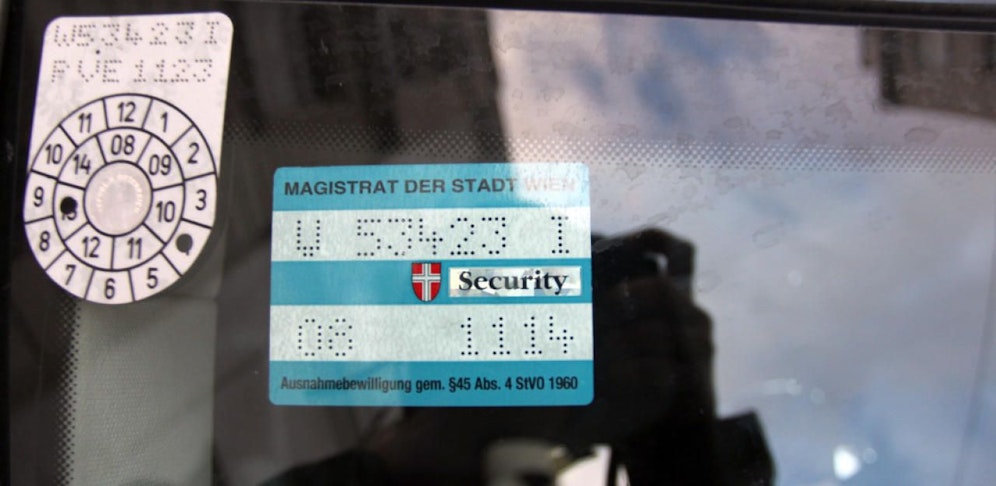 W53423I
PVE1123
11 12 1
10 14 08 09 2
9 13 10 3
8 12 11
7 6 5
MAGISTRAT DER STADT WIEN
W 53423 I
Security
08 1114
Ausnahmebewilligung gem. §45 Abs. 4 StVO 1960